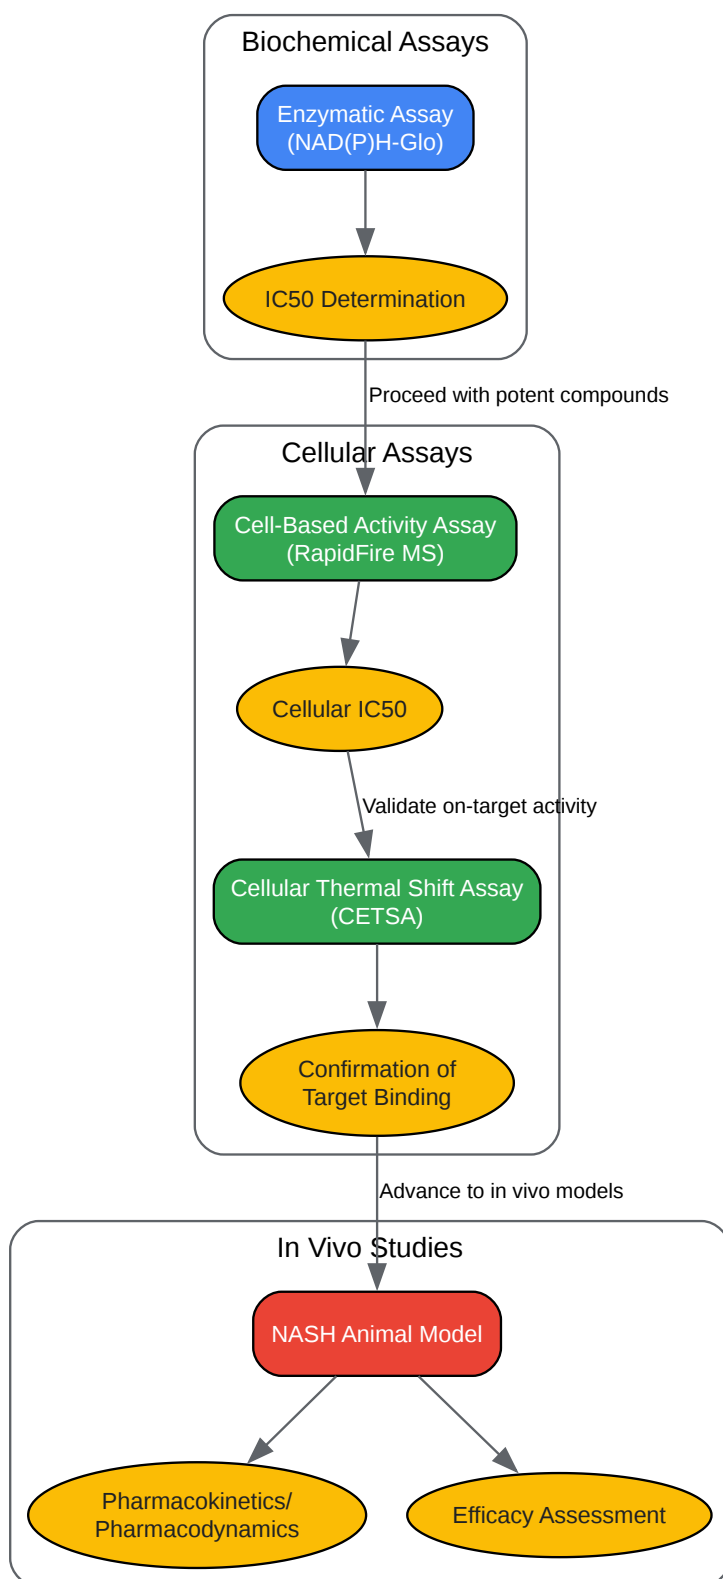 Biochemical Assays
Enzymatic Assay
(NAD(P)H-Glo)
IC50 Determination
Proceed with potent compounds
Cellular Assays
Cell-Based Activity Assay
(RapidFire MS)
Cellular IC50
Validate on-target activity
Cellular Thermal Shift Assay
(CETSA)
Confirmation of
Target Binding
Advance to in vivo models
In Vivo Studies
NASH Animal Model
Pharmacokinetics/
Pharmacodynamics
Efficacy Assessment